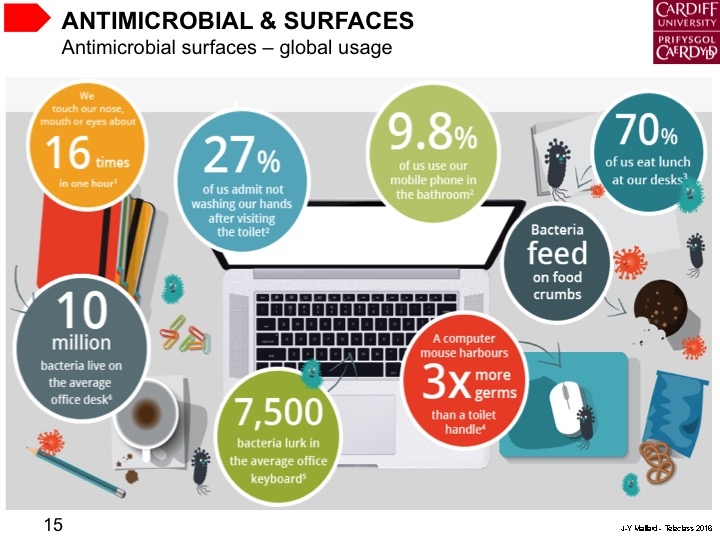 ANTIMICROBIAL & SURFACES
Antimicrobial surfaces – global usage
CARDIFF
UNIVERSITY
PRIFYSGOL
CAERDYDD
We
touch our nose,
mouth or eyes about
16 times
in one hour¹
27%
of us admit not
washing our hands
after visiting
the toilet²
9.8%
of us use our
mobile phone in
the bathroom²
70%
of us eat lunch
at our desks³
Bacteria
feed
on food
crumbs
10
million
bacteria live on
the average
office desk⁶
7,500
bacteria lurk in
the average office
keyboard⁵
A computer
mouse harbours
3x more
germs
than a toilet
handle⁴
15
J-Y Maillard - Teleclass 2016